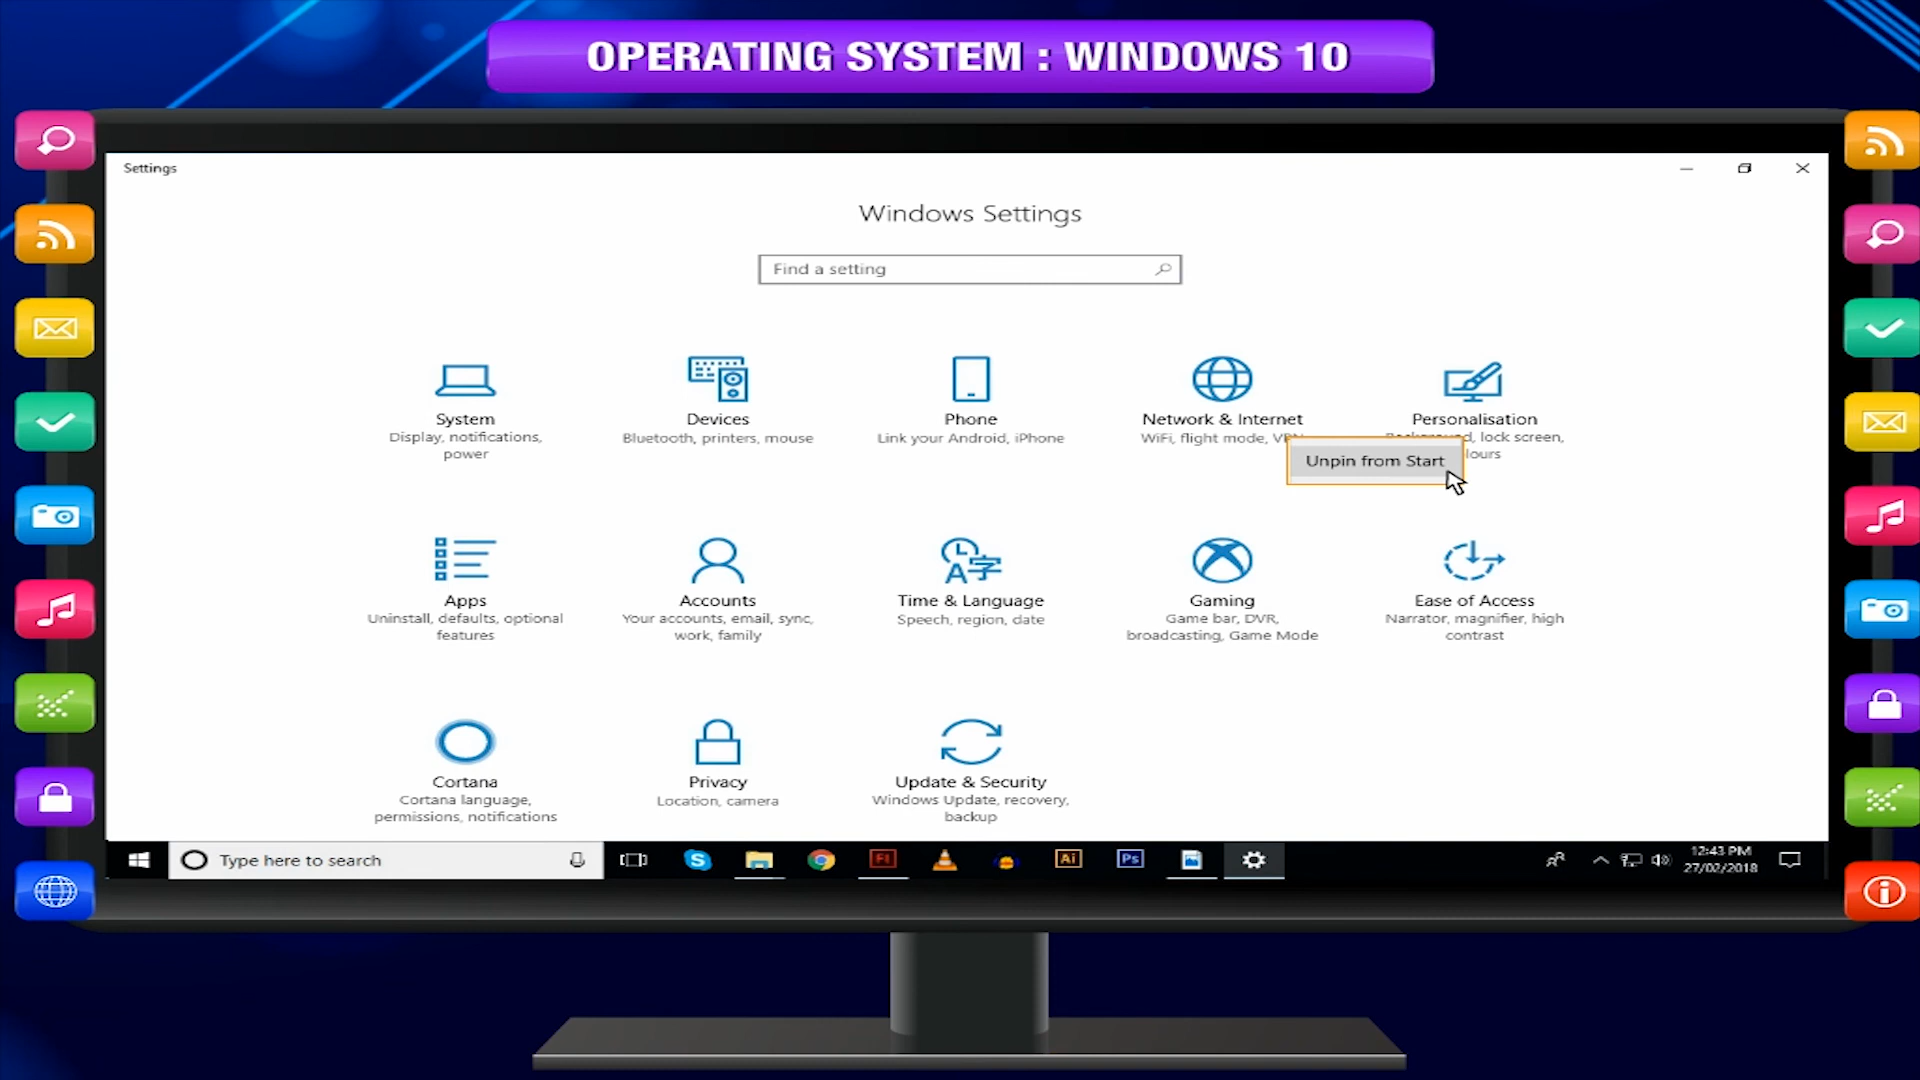 OPERATING SYSTEM : WINDOWS 10
Settings
Windows Settings
Find a setting
System
Display, notifications,
power
Devices
Bluetooth, printers, mouse
Phone
Link your Android, iPhone
Network & Internet
WiFi, flight mode,
Personalisation
lock screen,
Unpin from Start
Apps
Uninstall, defaults, optional
features
Accounts
Your accounts, email, sync,
work, family
Time & Language
Speech, region, date
Gaming
Game bar, DVR,
broadcasting, Game Mode
Ease of Access
Narrator, magnifier, high
contrast
Cortana
Cortana language,
permissions, notifications
Privacy
Location, camera
Update & Security
Windows Update, recovery,
backup
Type here to search
Ai
Ps
12:43 PM
27/02/2018